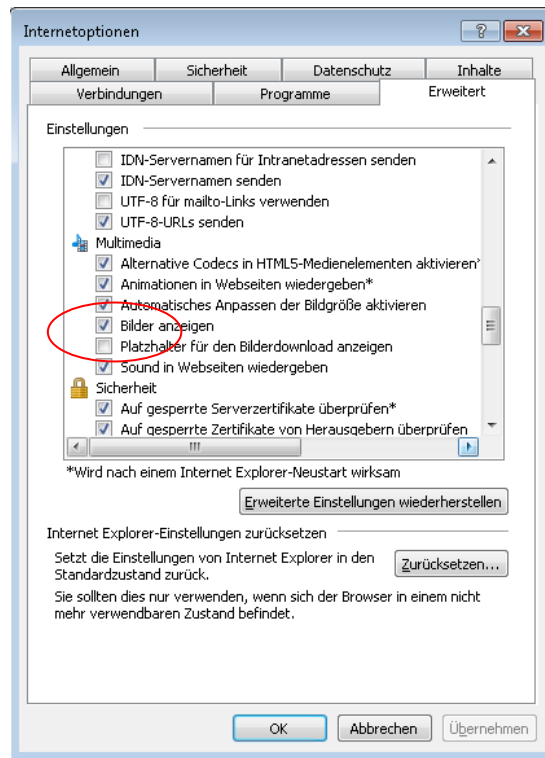 Internetoptionen
Allgemein Sicherheit Datenschutz Inhalte
Verbindungen Programme Erweitert
Einstellungen
IDN-Servernamen für Intranetadressen senden
IDN-Servernamen senden
UTF-8 für mailto-Links verwenden
UTF-8-URLs senden
Multimedia
Alternative Codecs in HTML5-Medienelementen aktivieren*
Animationen in Webseiten wiedergeben*
Automatisches Anpassen der Bildgröße aktivieren
Bilder anzeigen
Platzhalter für den Bilderdownload anzeigen
Sound in Webseiten wiedergeben
Sicherheit
Auf gesperrte Serverzertifikate überprüfen*
Auf gesperrte Zertifikate von Herausgebern überprüfen
*Wird nach einem Internet Explorer-Neustart wirksam
Erweiterte Einstellungen wiederherstellen
Internet Explorer-Einstellungen zurücksetzen
Setzt die Einstellungen von Internet Explorer in den
Standardzustand zurück.
Zurücksetzen...
Sie sollten dies nur verwenden, wenn sich der Browser in einem nicht
mehr verwendbaren Zustand befindet.
OK Abbrechen Übernehmen